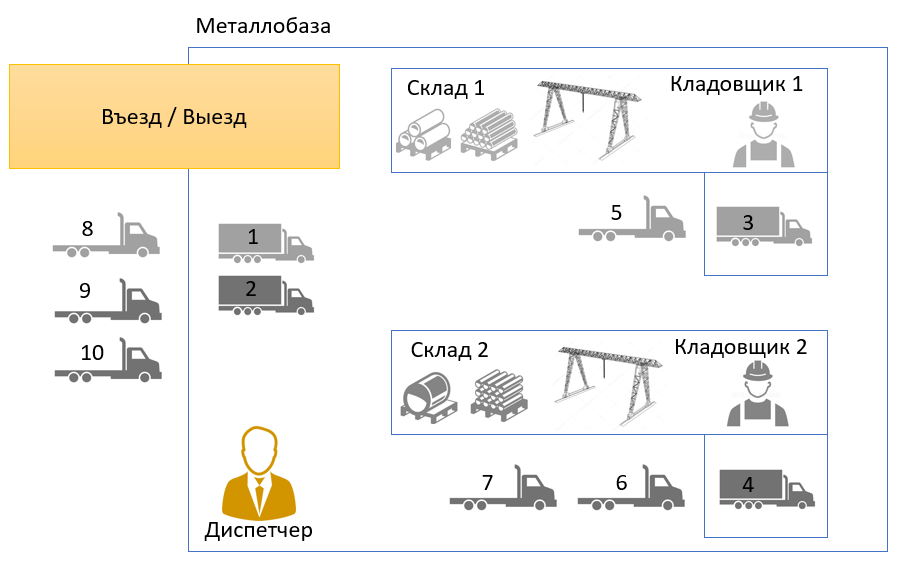 Металлобаза
Въезд / Выезд
Склад 1
Кладовщик 1
8
1
5
3
9
2
10
Склад 2
Кладовщик 2
7
6
4
Диспетчер